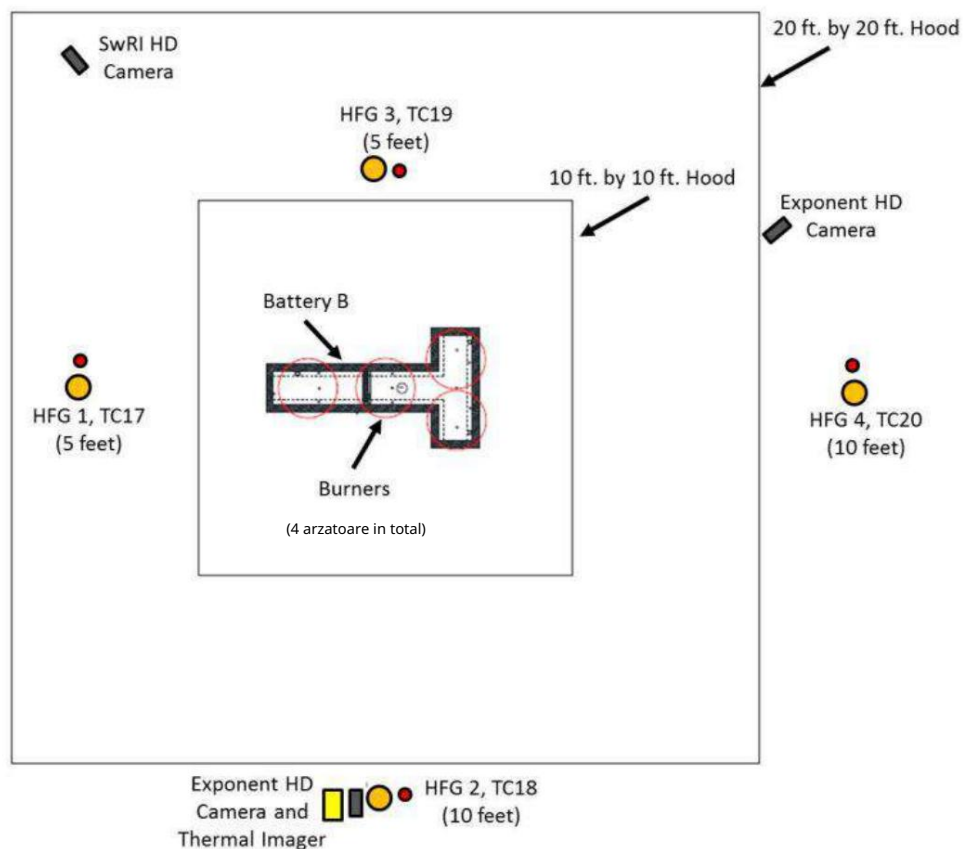 SwRI HD
Camera
20 ft. by 20 ft. Hood
HFG 3, TC19
(5 feet)
10 ft. by 10 ft. Hood
Exponent HD
Camera
Battery B
HFG 1, TC17
(5 feet)
HFG 4, TC20
(10 feet)
Burners
(4 arzatoare in total)
Exponent HD
Camera and
Thermal Imager
HFG 2, TC18
(10 feet)